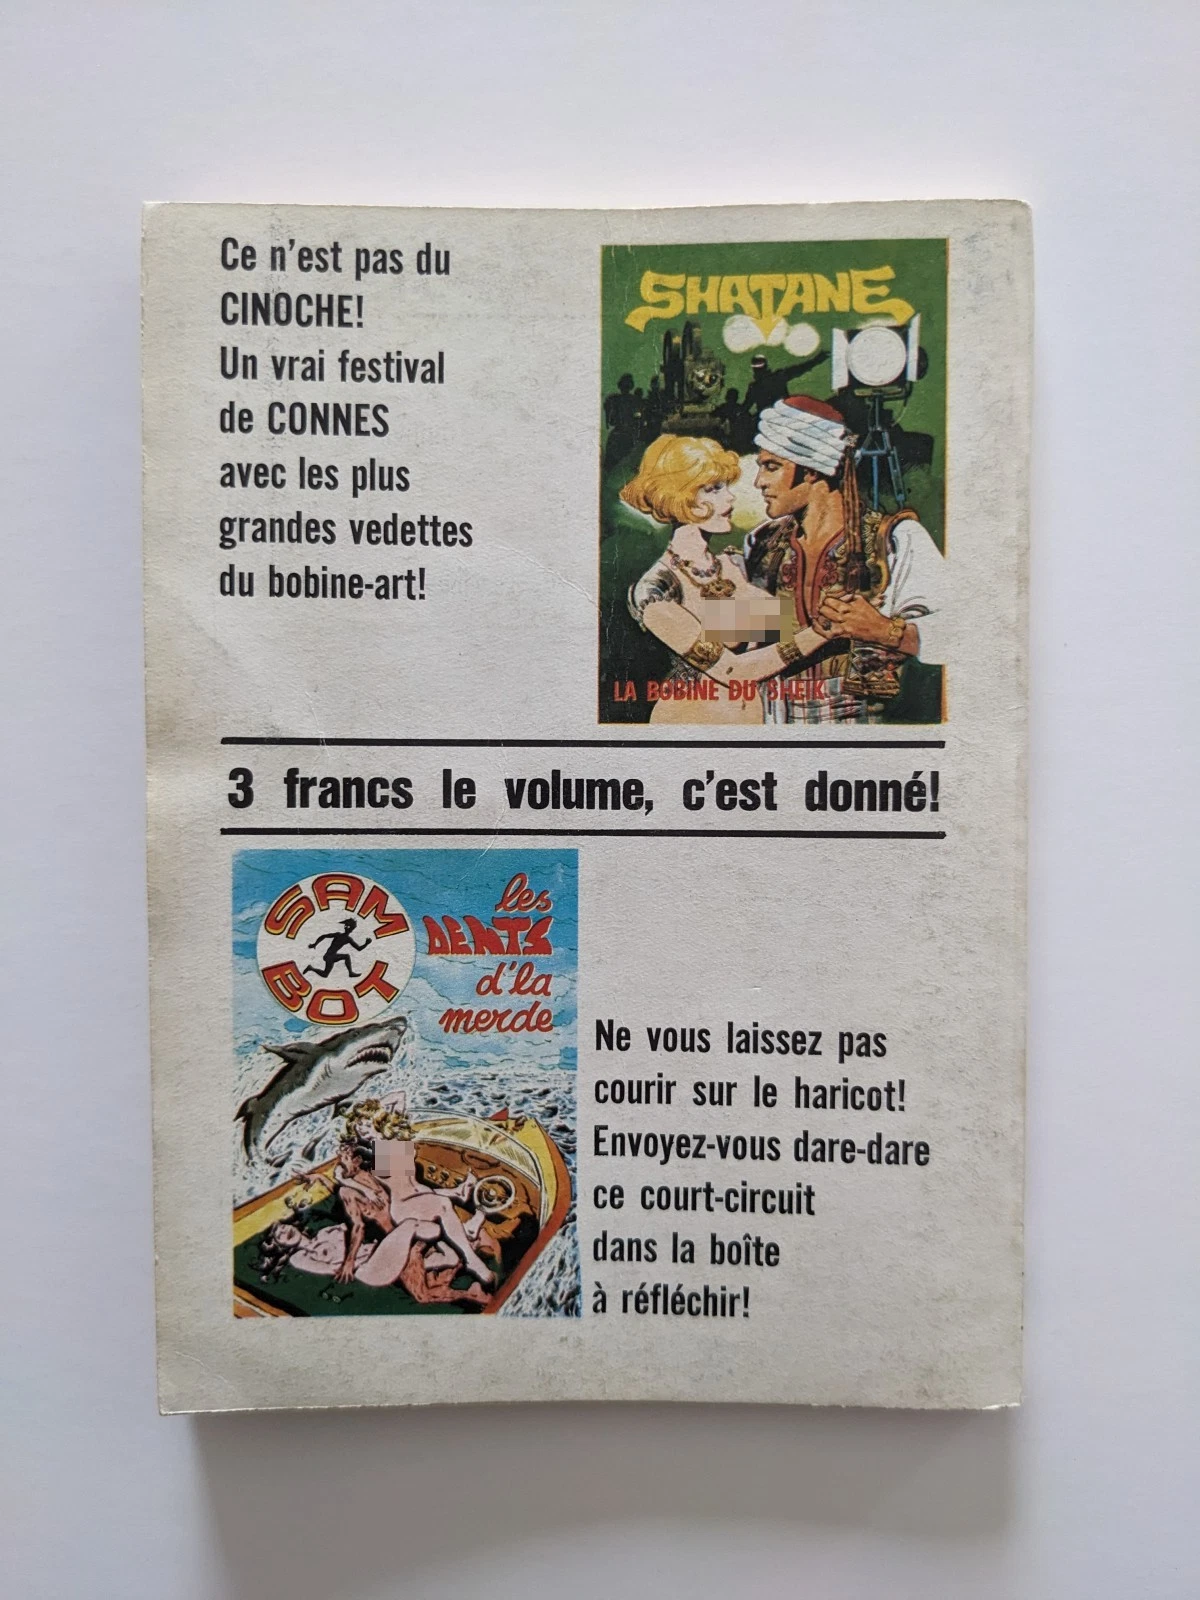 Ce n'est pas du
CINOCHE!
Un vrai festival
de CONNES
avec les plus
grandes vedettes
du bobine-art!
SHATANE
LA BOBINE DU SHEIK
3 francs le volume, c'est donné!
SAM
BOT
les
DENTS
d'la
merde
Ne vous laissez pas
courir sur le haricot!
Envoyez-vous dare-dare
ce court-circuit
dans la boîte
à réfléchir!